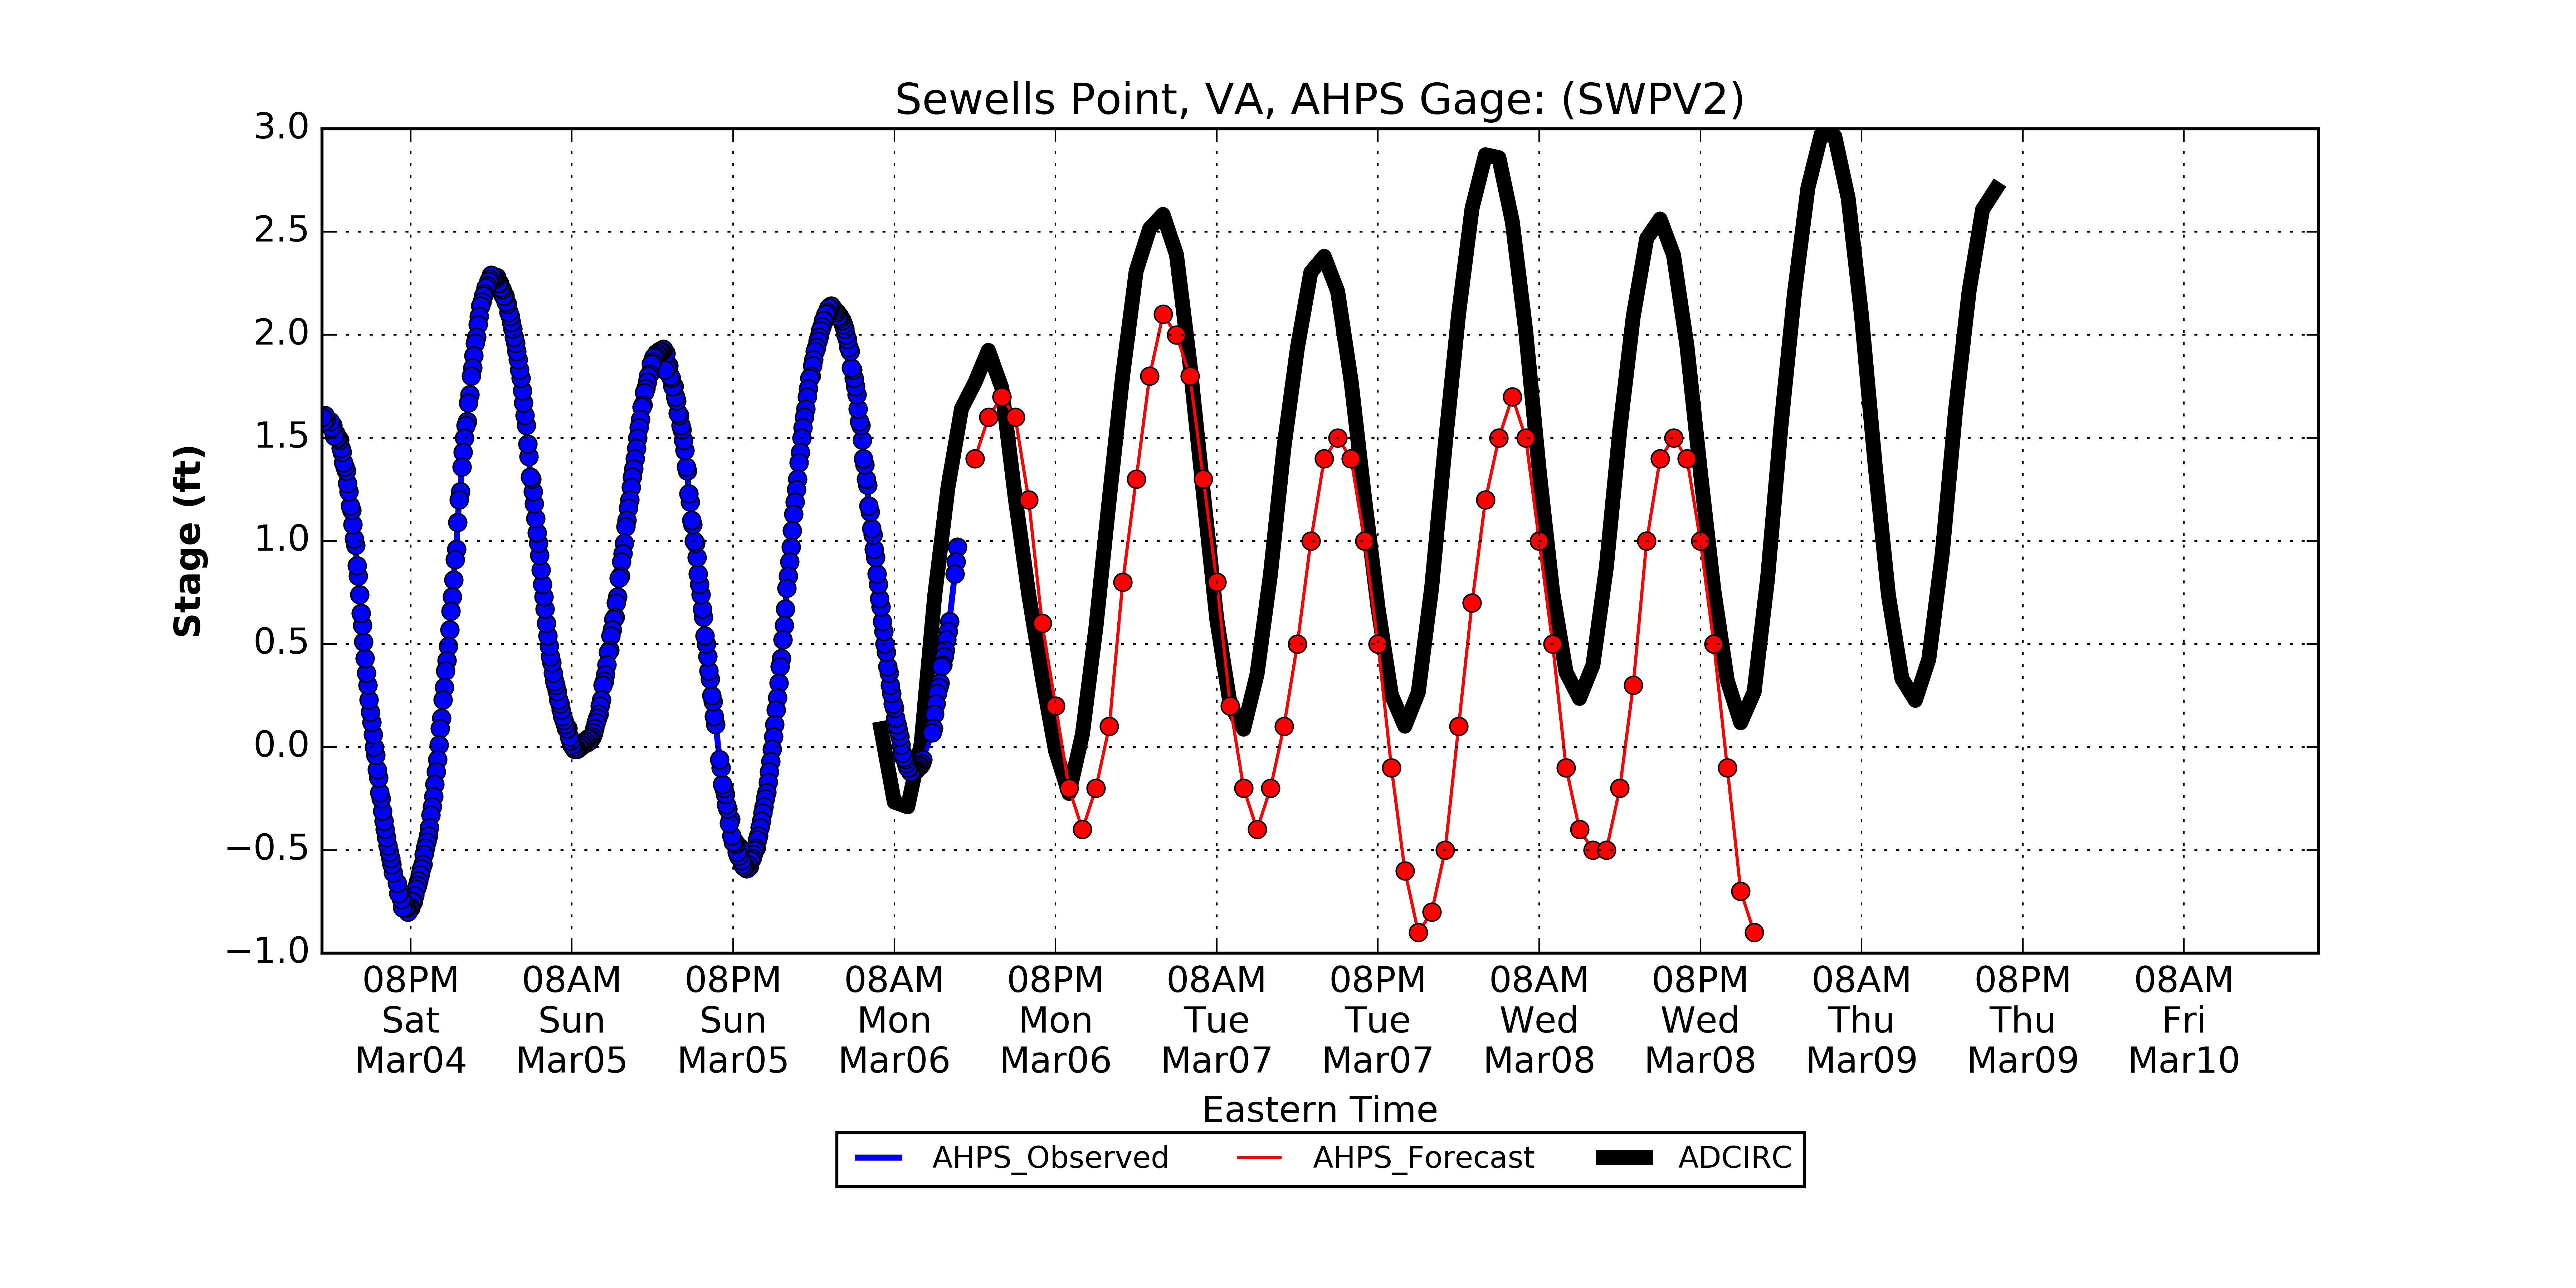 Sewells Point, VA, AHPS Gage: (SWPV2)
3.0
2.5
2.0
1.5
1.0
0.5
0.0
−0.5
−1.0
Stage (ft)
08PM 08AM 08PM 08AM 08PM 08AM 08PM 08AM 08PM 08AM 08PM 08AM
Sat Sun Sun Mon Mon Tue Tue Wed Wed Thu Thu Fri
Mar04 Mar05 Mar05 Mar06 Mar06 Mar07 Mar07 Mar08 Mar08 Mar09 Mar09 Mar10
Eastern Time
AHPS_Observed AHPS_Forecast ADCIRC